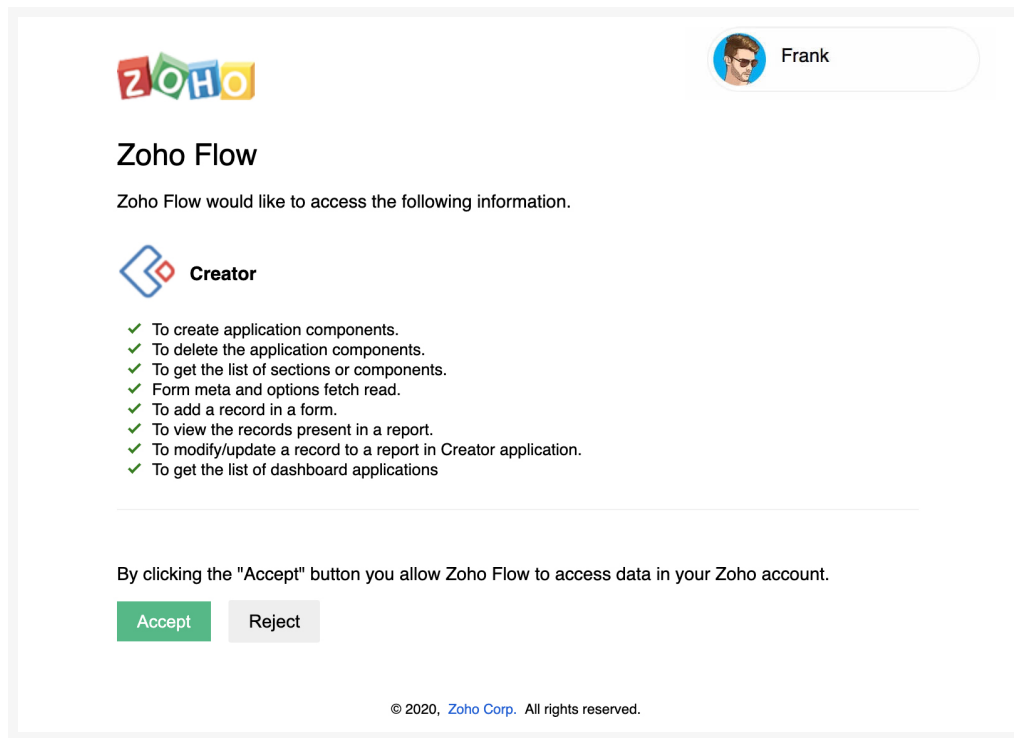 ZOHO
Frank
Zoho Flow
Zoho Flow would like to access the following information.
Creator
To create application components.
To delete the application components.
To get the list of sections or components.
Form meta and options fetch read.
To add a record in a form.
To view the records present in a report.
To modify/update a record to a report in Creator application.
To get the list of dashboard applications
By clicking the "Accept" button you allow Zoho Flow to access data in your Zoho account.
Accept Reject
© 2020, Zoho Corp. All rights reserved.